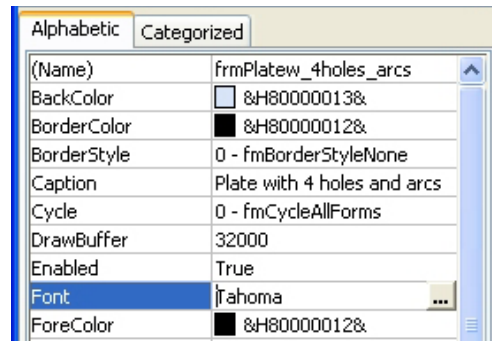 Alphabetic Categorized
(Name) frmPlatew_4holes_arcs
BackColor &H80000013&
BorderColor &H80000012&
BorderStyle 0 - fmBorderStyleNone
Caption Plate with 4 holes and arcs
Cycle 0 - fmCycleAllForms
DrawBuffer 32000
Enabled True
Font Tahoma ...
ForeColor &H80000012&